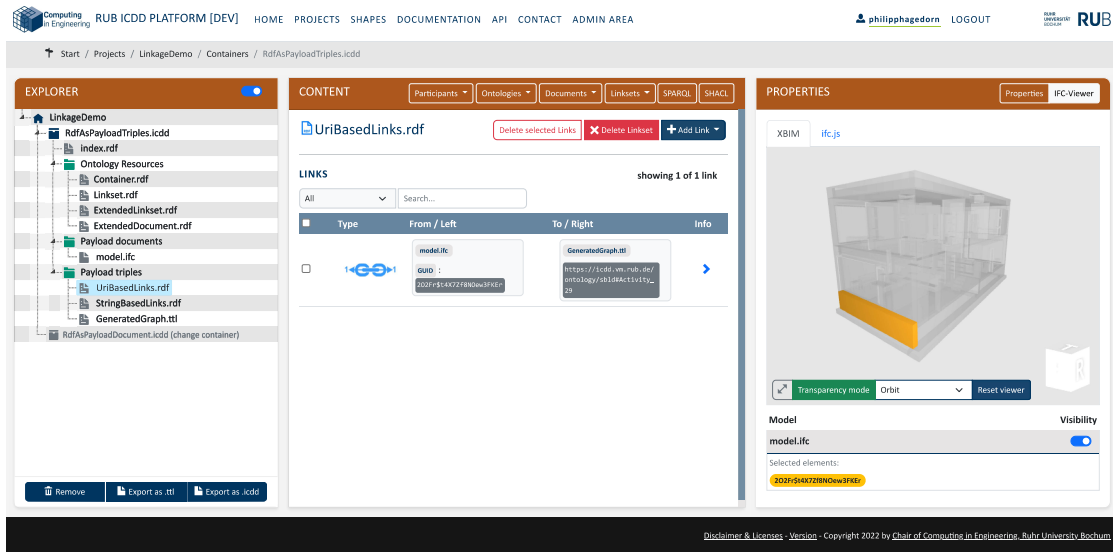 Computing in Engineering
RUB ICDD PLATFORM [DEV]
HOME PROJECTS SHAPES DOCUMENTATION API CONTACT ADMIN AREA
philipphagedorn LOGOUT
RUHR UNIVERSITÄT BOCHUM RUB
Start / Projects / LinkageDemo / Containers / RdfAsPayloadTriples.icdd
EXPLORER
LinkageDemo
RdfAsPayloadTriples.icdd
index.rdf
Ontology Resources
Container.rdf
Linkset.rdf
ExtendedLinkset.rdf
ExtendedDocument.rdf
Payload documents
model.ifc
Payload triples
UriBasedLinks.rdf
StringBasedLinks.rdf
GeneratedGraph.ttl
RdfAsPayloadDocument.icdd (change container)
Remove Export as .ttl Export as .icdd
CONTENT Participants Ontologies Documents Linksets SPARQL SHACL
UriBasedLinks.rdf Delete selected Links Delete Linkset Add Link
LINKS showing 1 of 1 link
All Search...
Type From / Left To / Right Info
model.ifc
GUID :
2O2Fr$t4X7Zf8NOew3FKEr
GeneratedGraph.ttl
https://icdd.vm.rub.de/
ontology/sbld#Activity_
29
1 1
PROPERTIES Properties IFC-Viewer
XBIM ifc.js
Transparency mode Orbit Reset viewer
Model Visibility
model.ifc
Selected elements:
2O2Fr$t4X7Zf8NOew3FKEr
Disclaimer & Licenses - Version - Copyright 2022 by Chair of Computing in Engineering, Ruhr University Bochum